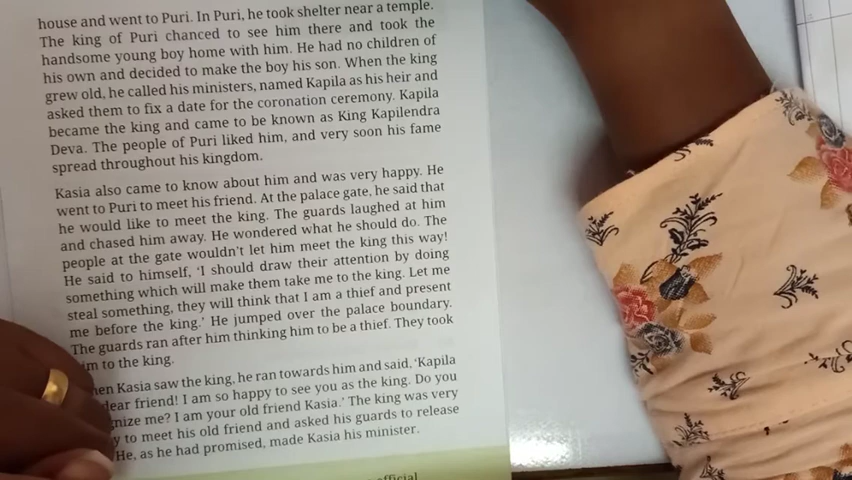 house and went to Puri. In Puri, he took shelter near a temple.
The king of Puri chanced to see him there and took the
handsome young boy home with him. He had no children of
his own and decided to make the boy his son. When the king
grew old, he called his ministers, named Kapila as his heir and
asked them to fix a date for the coronation ceremony. Kapila
became the king and came to be known as King Kapilendra
Deva. The people of Puri liked him, and very soon his fame
spread throughout his kingdom.
Kasia also came to know about him and was very happy. He
went to Puri to meet his friend. At the palace gate, he said that
he would like to meet the king. The guards laughed at him
and chased him away. He wondered what he should do. The
people at the gate wouldn't let him meet the king this way!
He said to himself, 'I should draw their attention by doing
something which will make them take me to the king. Let me
steal something, they will think that I am a thief and present
me before the king.' He jumped over the palace boundary.
The guards ran after him thinking him to be a thief. They took
to the king.
Kasia saw the king, he ran towards him and said, 'Kapila
dear friend! I am so happy to see you as the king. Do you
me? I am your old friend Kasia.' The king was very
to meet his old friend and asked his guards to release
He, as he had promised, made Kasia his minister.